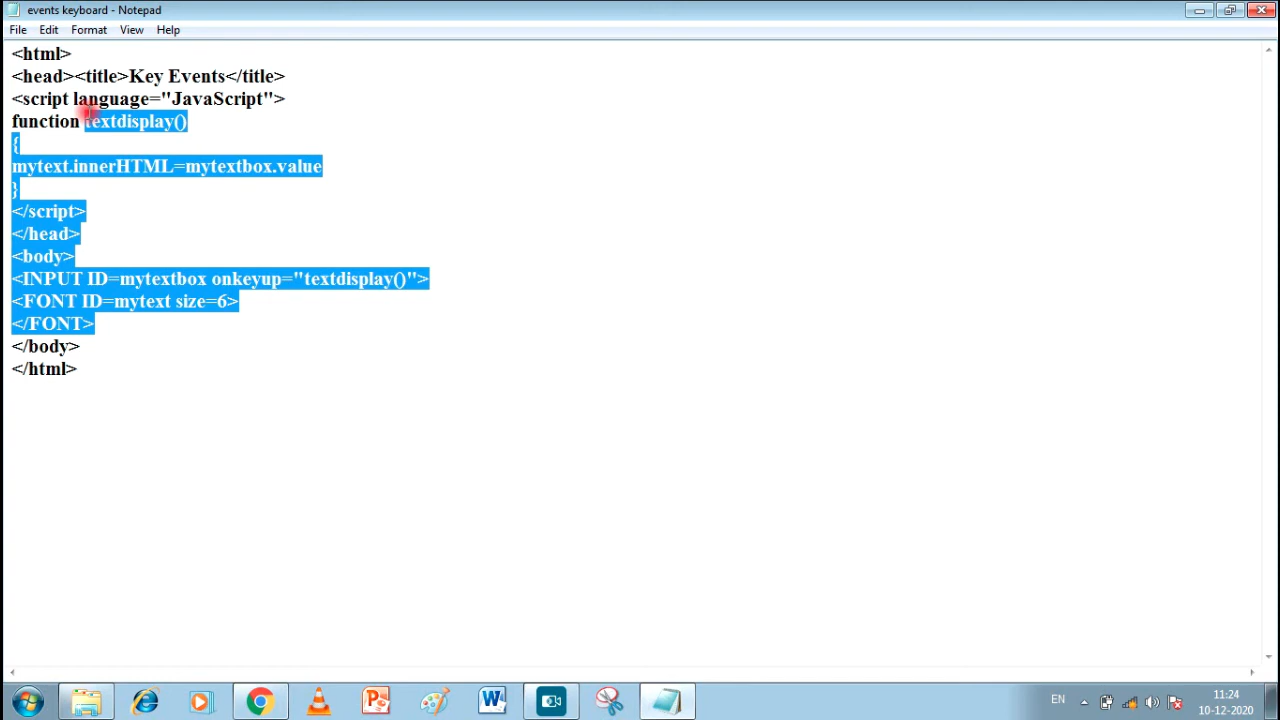 events keyboard - Notepad
File Edit Format View Help
<html>
<head><title>Key Events</title>
<script language="JavaScript">
function textdisplay()
{
mytext.innerHTML=mytextbox.value
}
</script>
</head>
<body>
<INPUT ID=mytextbox onkeyup="textdisplay()">
<FONT ID=mytext size=6>
</FONT>
</body>
</html>
EN
11:24
10-12-2020